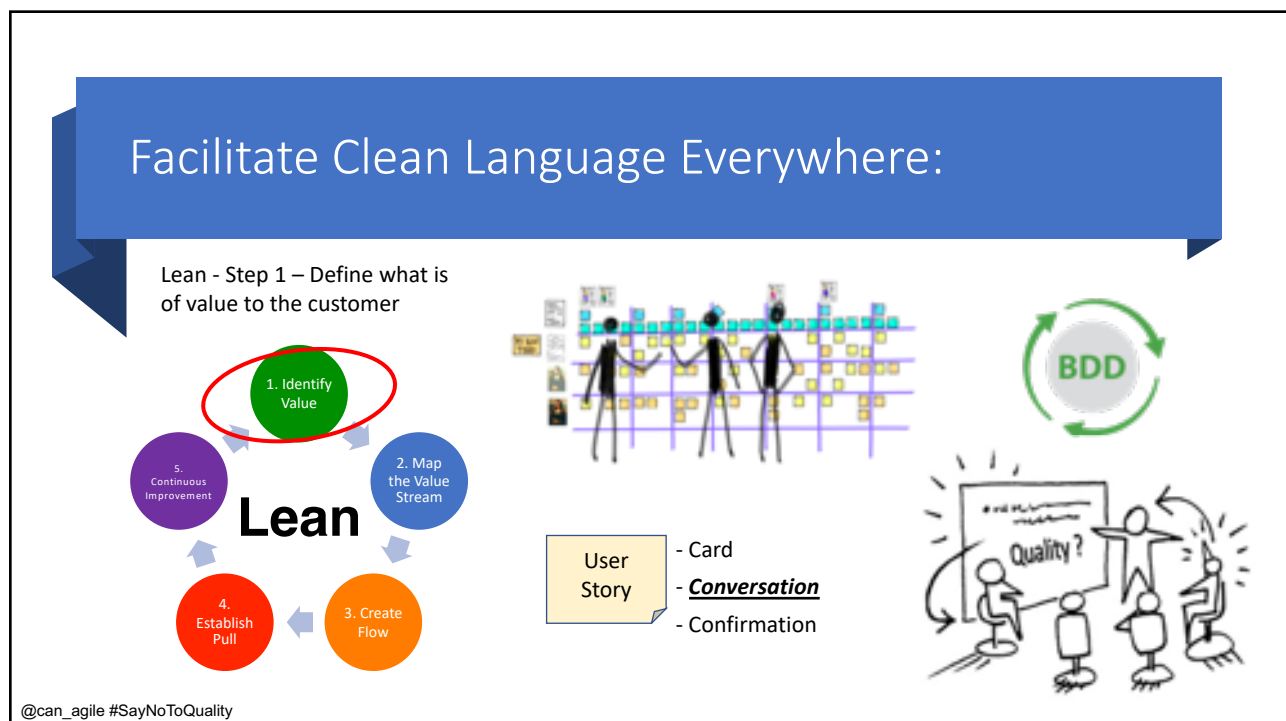 Facilitate Clean Language Everywhere:
Lean - Step 1 – Define what is
of value to the customer
1. Identify
Value
2. Map
the Value
Stream
3. Create
Flow
4.
Establish
Pull
5.
Continuous
Improvement
Lean
User
Story
- Card
- Conversation
- Confirmation
BDD
Quality?
@can_agile #SayNoToQuality